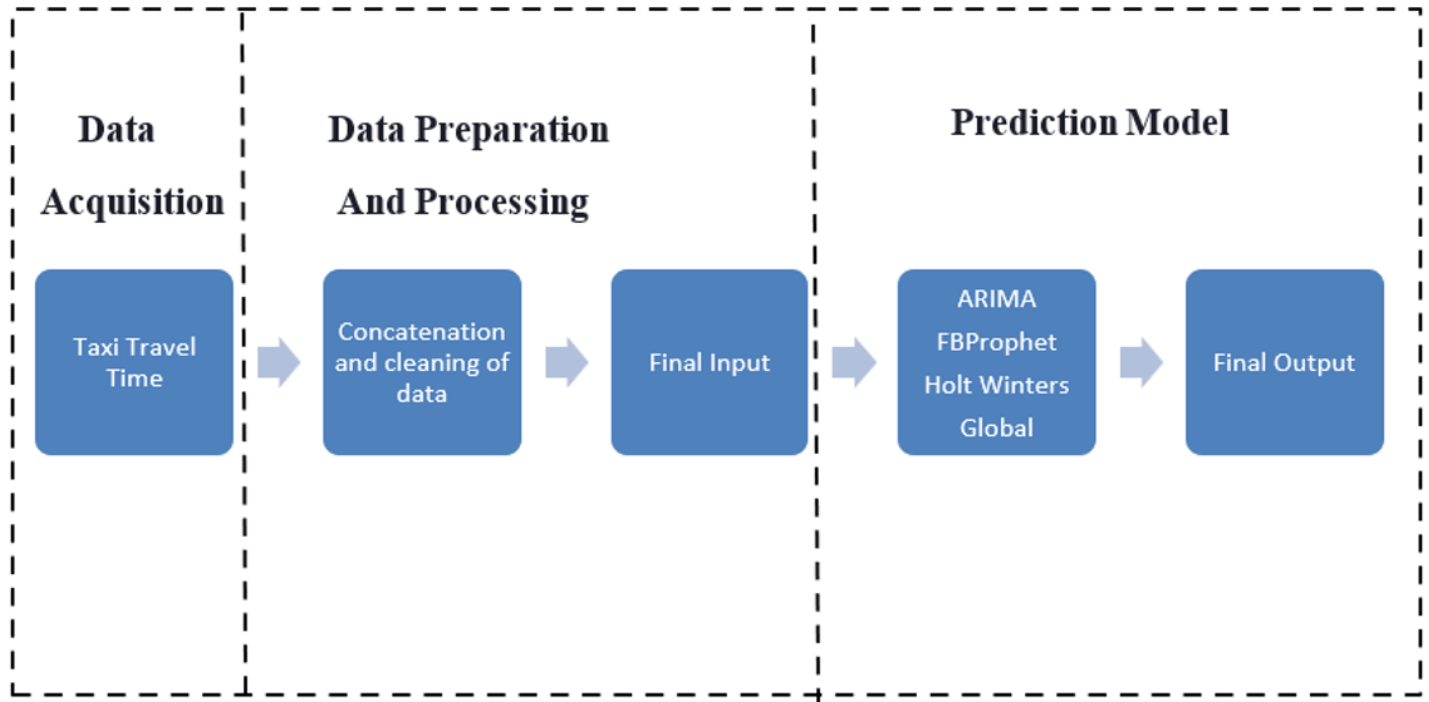 Data
Acquisition
Data Preparation
And Processing
Prediction Model
Taxi Travel
Time
Concatenation
and cleaning of
data
Final Input
ARIMA
FBProphet
Holt Winters
Global
Final Output